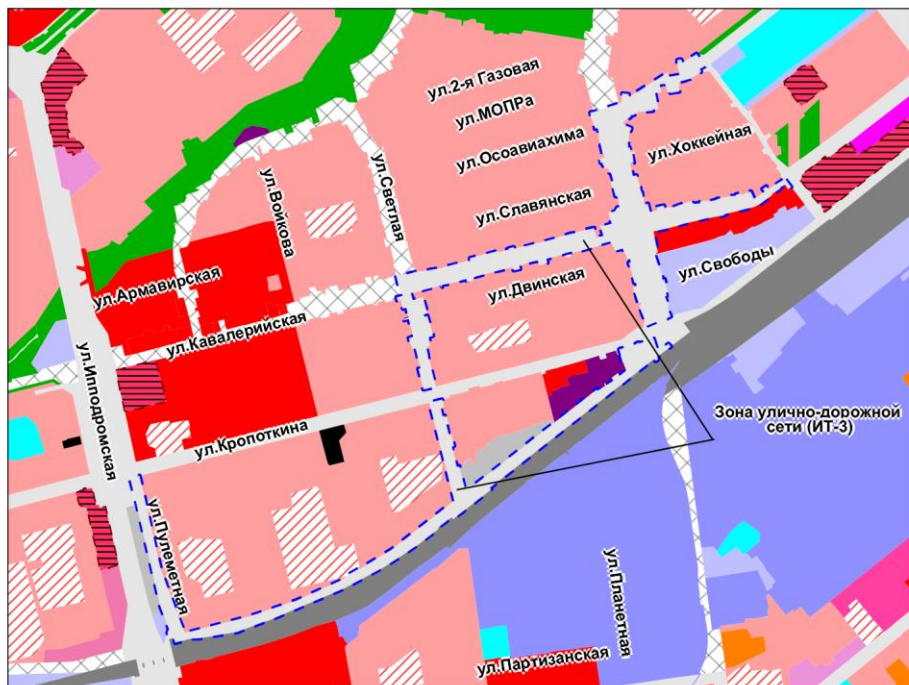 ул.2-я Газовая
ул.МОПРа
ул.Осоавиахима
ул.Хоккейная
ул.Войкова
ул.Светлая
ул.Славянская
ул.Свободы
ул.Армавирская
ул.Двинская
ул.Кавалерийская
ул.Ипподромская
Зона улично-дорожной
сети (ИТ-3)
ул.Кропоткина
ул.Пулеметная
ул.Планетная
ул.Партизанская